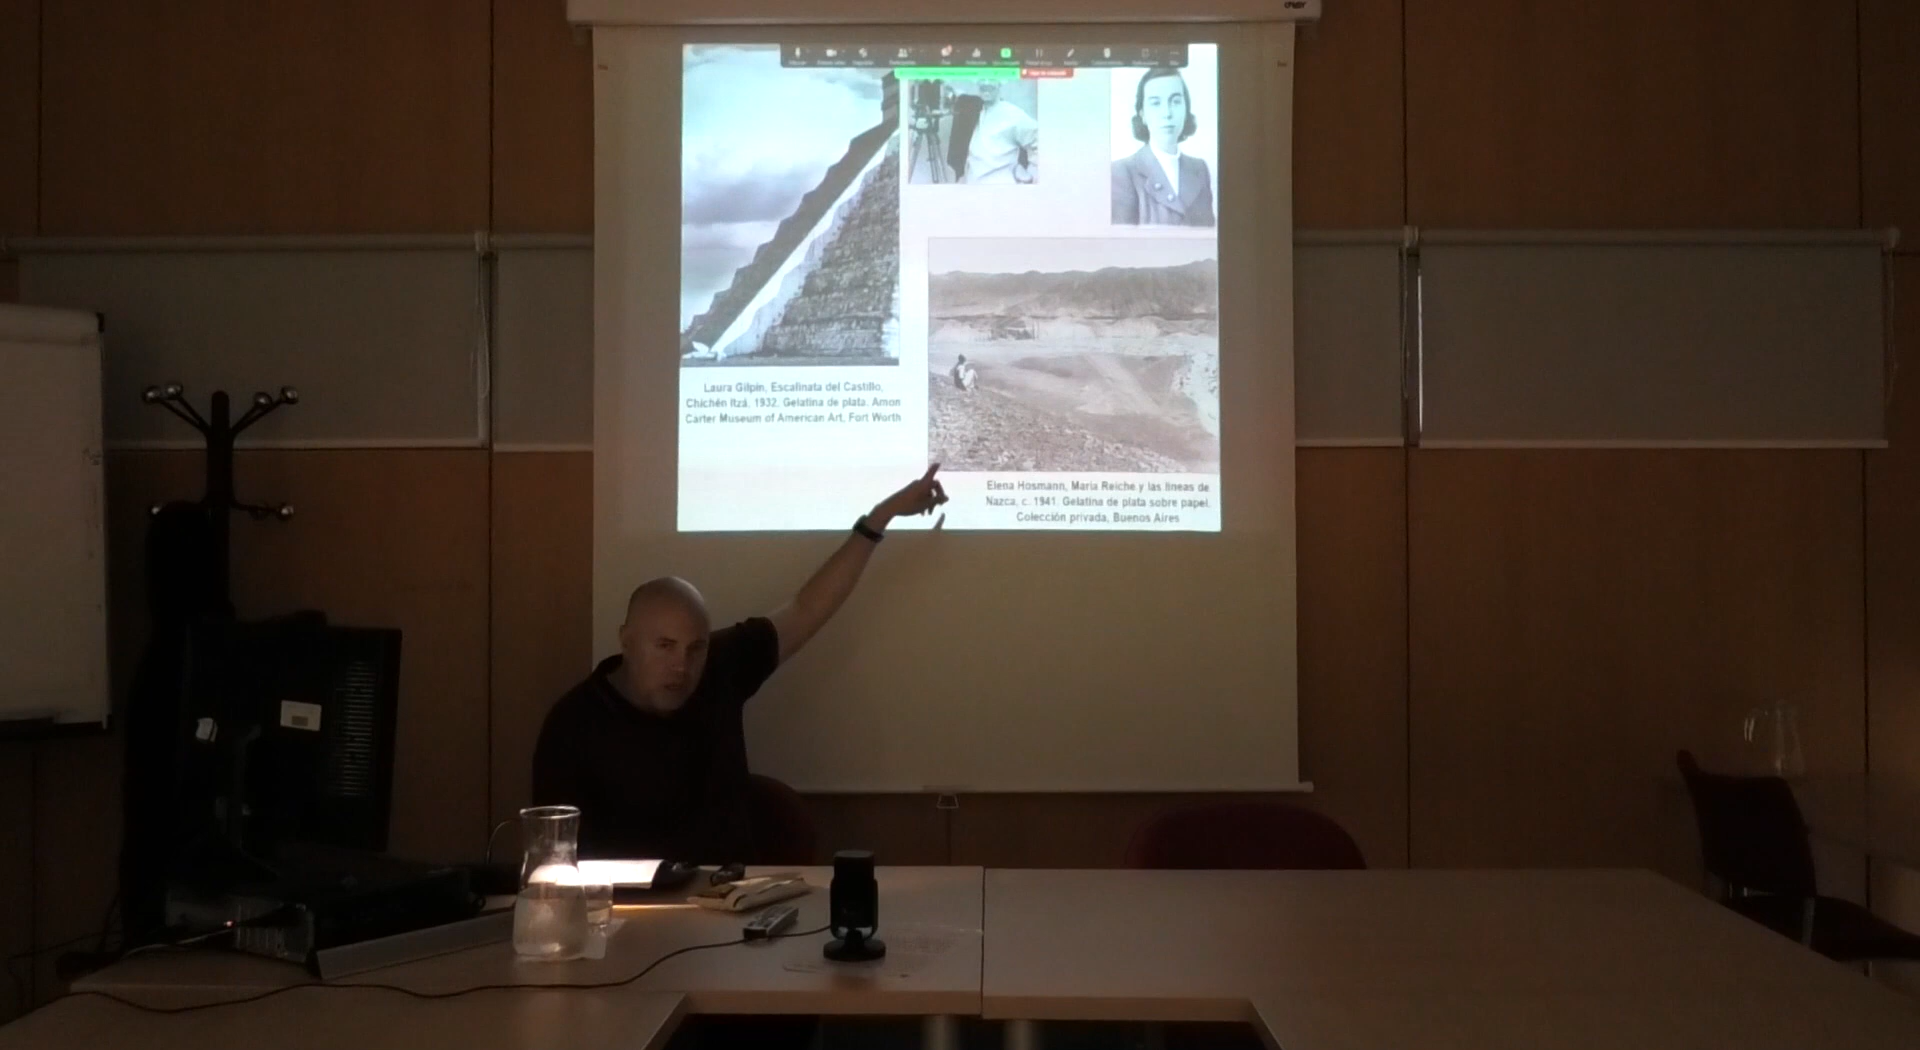 Laura Gilpin, Escalinata del Castillo,
Chichén Itzá, 1932. Gelatina de plata. Amon
Carter Museum of American Art, Fort Worth
Elena Hosmann, María Reiche y las líneas de
Nazca, c. 1941. Gelatina de plata sobre papel.
Colección privada, Buenos Aires